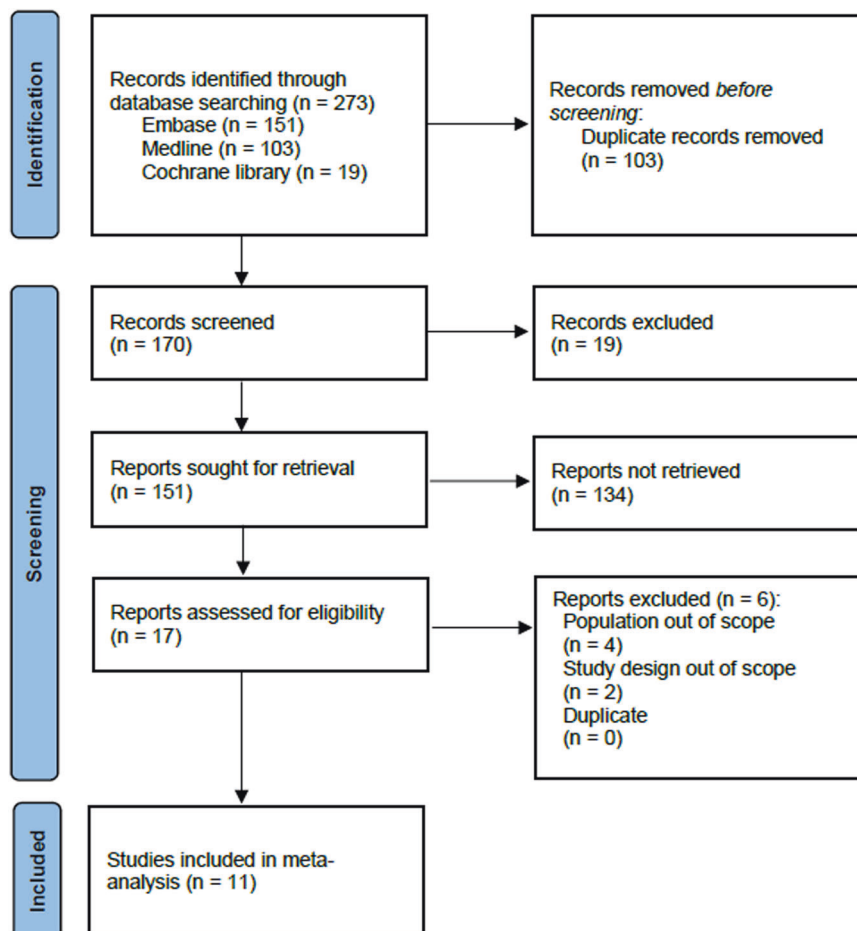 Identification
Records identified through
database searching (n = 273)
Embase (n = 151)
Medline (n = 103)
Cochrane library (n = 19)
Records removed before
screening:
Duplicate records removed
(n = 103)
Screening
Records screened
(n = 170)
Records excluded
(n = 19)
Reports sought for retrieval
(n = 151)
Reports not retrieved
(n = 134)
Reports assessed for eligibility
(n = 17)
Reports excluded (n = 6):
Population out of scope
(n = 4)
Study design out of scope
(n = 2)
Duplicate
(n = 0)
Included
Studies included in meta-
analysis (n = 11)